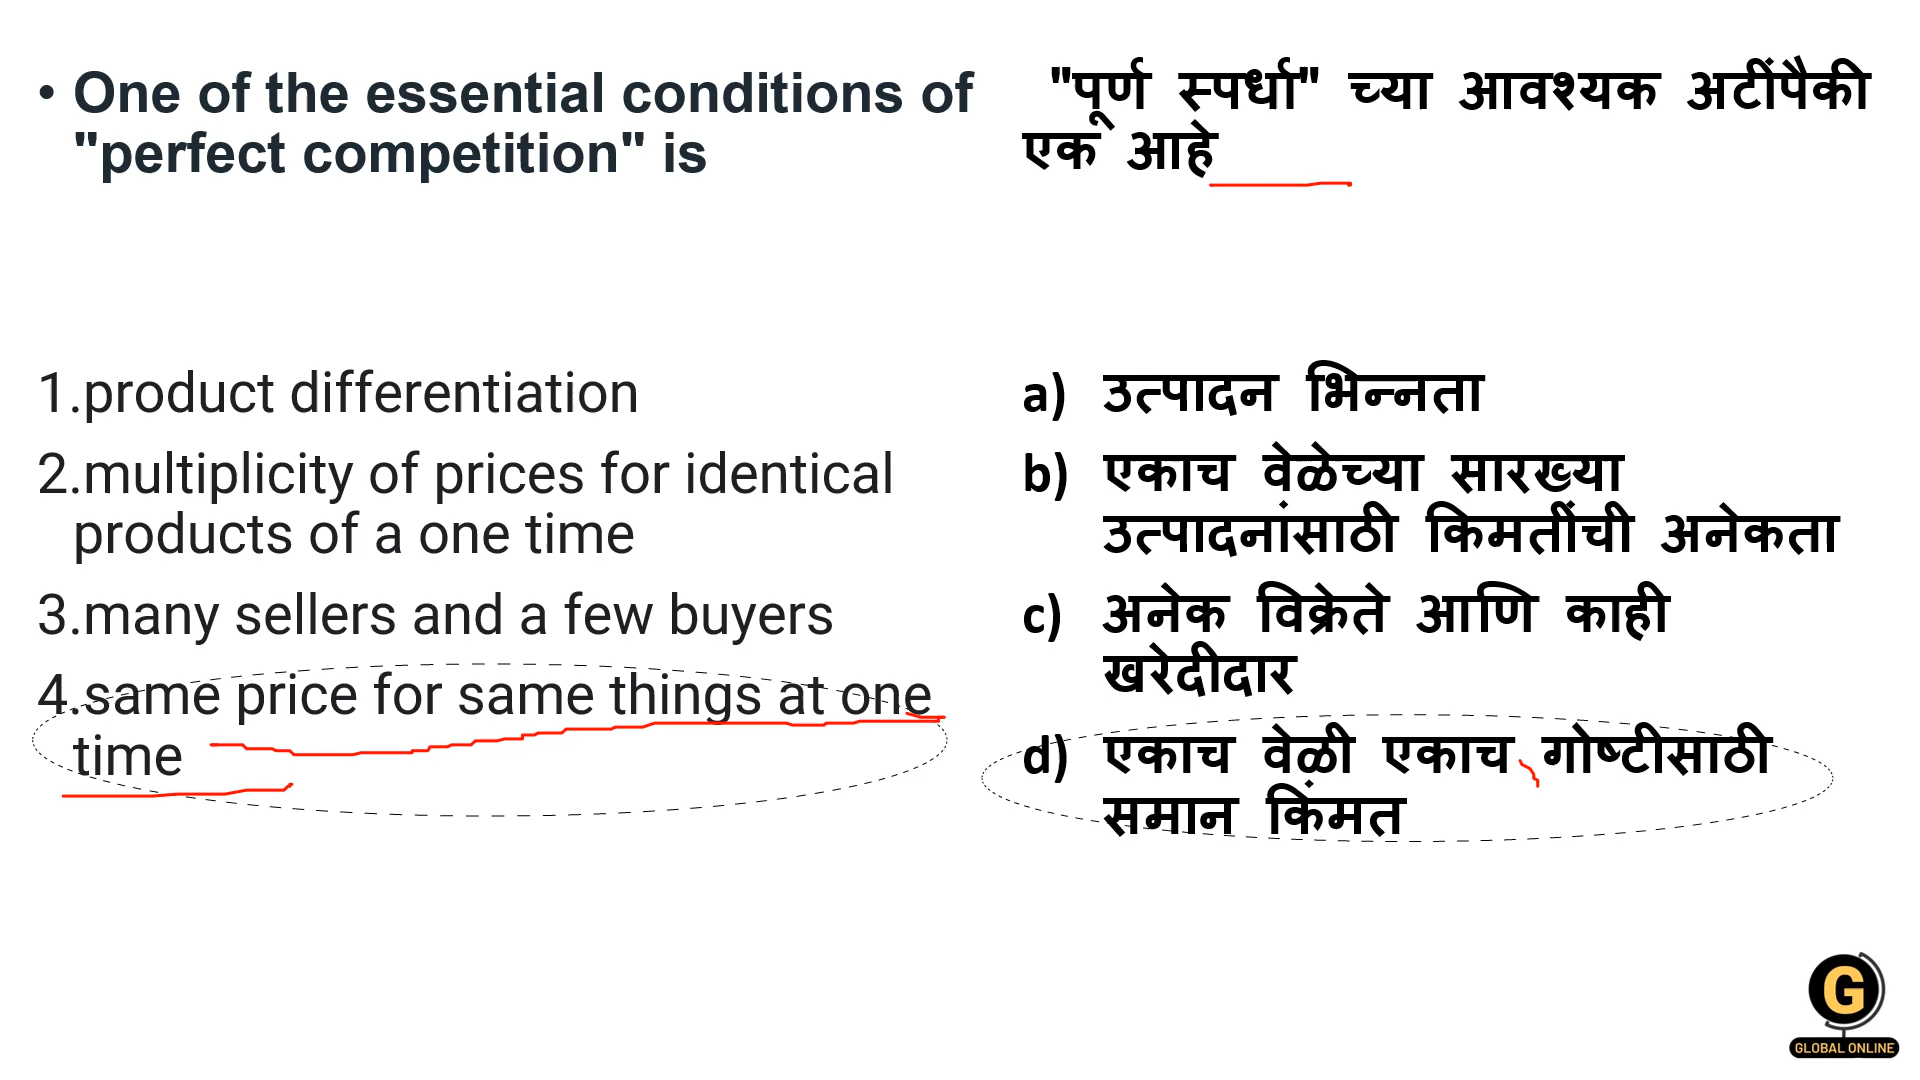 • One of the essential conditions of
"perfect competition" is
"पूर्ण स्पर्धा" च्या आवश्यक अटींपैकी
एक आहे
1.product differentiation
2.multiplicity of prices for identical
products of a one time
3.many sellers and a few buyers
4.same price for same things at one
time
a) उत्पादन भिन्नता
b) एकाच वेळेच्या सारख्या
उत्पादनांसाठी किमतींची अनेकता
c) अनेक विक्रेते आणि काही
खरेदीदार
d) एकाच वेळी एकाच गोष्टीसाठी
समान किंमत
G
GLOBAL ONLINE